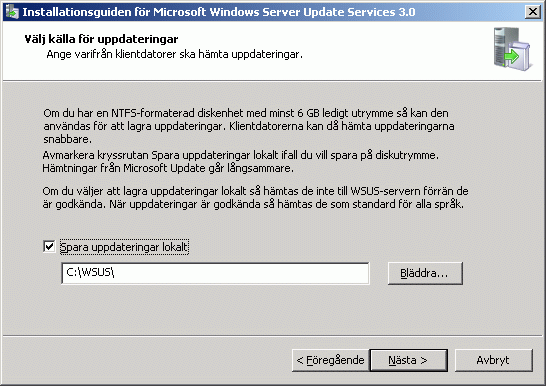 Installationsguiden för Microsoft Windows Server Update Services 3.0
Välj källa för uppdateringar
Ange varifrån klientdatorer ska hämta uppdateringar.
Om du har en NTFS-formaterad diskenhet med minst 6 GB ledigt utrymme så kan den
användas för att lagra uppdateringar. Klientdatorerna kan då hämta uppdateringarna
snabbare.
Avmarkera kryssrutan Spara uppdateringar lokalt ifall du vill spara på diskutrymme.
Hämtningar från Microsoft Update går långsammare.
Om du väljer att lagra uppdateringar lokalt så hämtas de inte till WSUS-servern förrän de
är godkända. När uppdateringar är godkända så hämtas de som standard för alla språk.
Spara uppdateringar lokalt
C:\WSUS\
Bläddra...
< Föregående
Nästa >
Avbryt